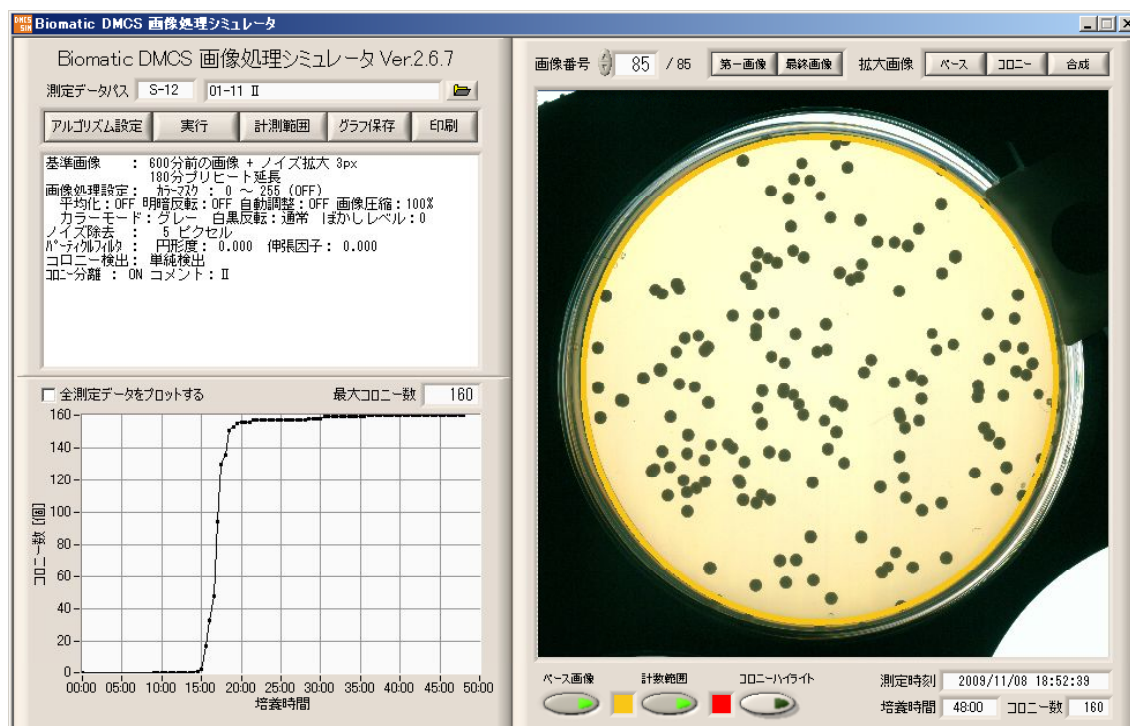 DMCS SIM Biomatic DMCS 画像処理シミュレータ
Biomatic DMCS 画像処理シミュレータ Ver.2.6.7
測定データパス S-12 01-11 Ⅱ
アルゴリズム設定 実行 計測範囲 グラフ保存 印刷
基準画像 : 600分前の画像 + ノイズ拡大 3px
180分プリヒート延長
画像処理設定: カラーマスク : 0 ～ 255 (OFF)
平均化:OFF 明暗反転:OFF 自動調整:OFF 画像圧縮:100%
カラーモード:グレー 白黒反転:通常 ぼかしレベル:0
ノイズ除去 : 5 ピクセル
パーティクルフィルタ : 円形度: 0.000 伸張因子: 0.000
コロニー検出: 単純検出
コロニー分離 : ON コメント:Ⅱ
全測定データをプロットする 最大コロニー数 160
コロニー数 [個]
160
140
120
100
80
60
40
20
0
00:00 05:00 10:00 15:00 20:00 25:00 30:00 35:00 40:00 45:00 50:00
培養時間
画像番号 85 / 85 第一画像 最終画像 拡大画像 ベース コロニー 合成
ベース画像 計数範囲 コロニーハイライト
測定時刻 2009/11/08 18:52:39
培養時間 48:00 コロニー数 160